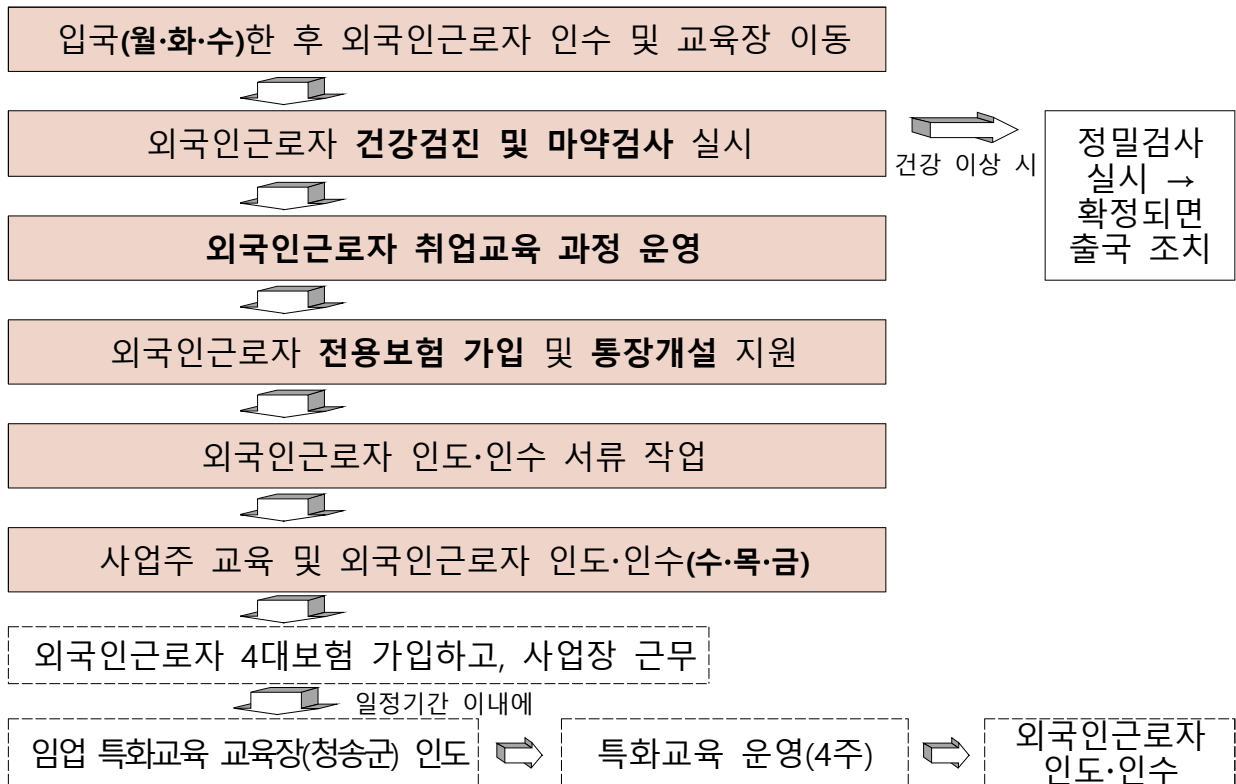 입국(월·화·수)한 후 외국인근로자 인수 및 교육장 이동
외국인근로자 건강검진 및 마약검사 실시
건강 이상 시
정밀검사
실시 →
확정되면
출국 조치
외국인근로자 취업교육 과정 운영
외국인근로자 전용보험 가입 및 통장개설 지원
외국인근로자 인도·인수 서류 작업
사업주 교육 및 외국인근로자 인도·인수(수·목·금)
외국인근로자 4대보험 가입하고, 사업장 근무
일정기간 이내에
임업 특화교육 교육장(청송군) 인도
특화교육 운영(4주)
외국인근로자
인도·인수